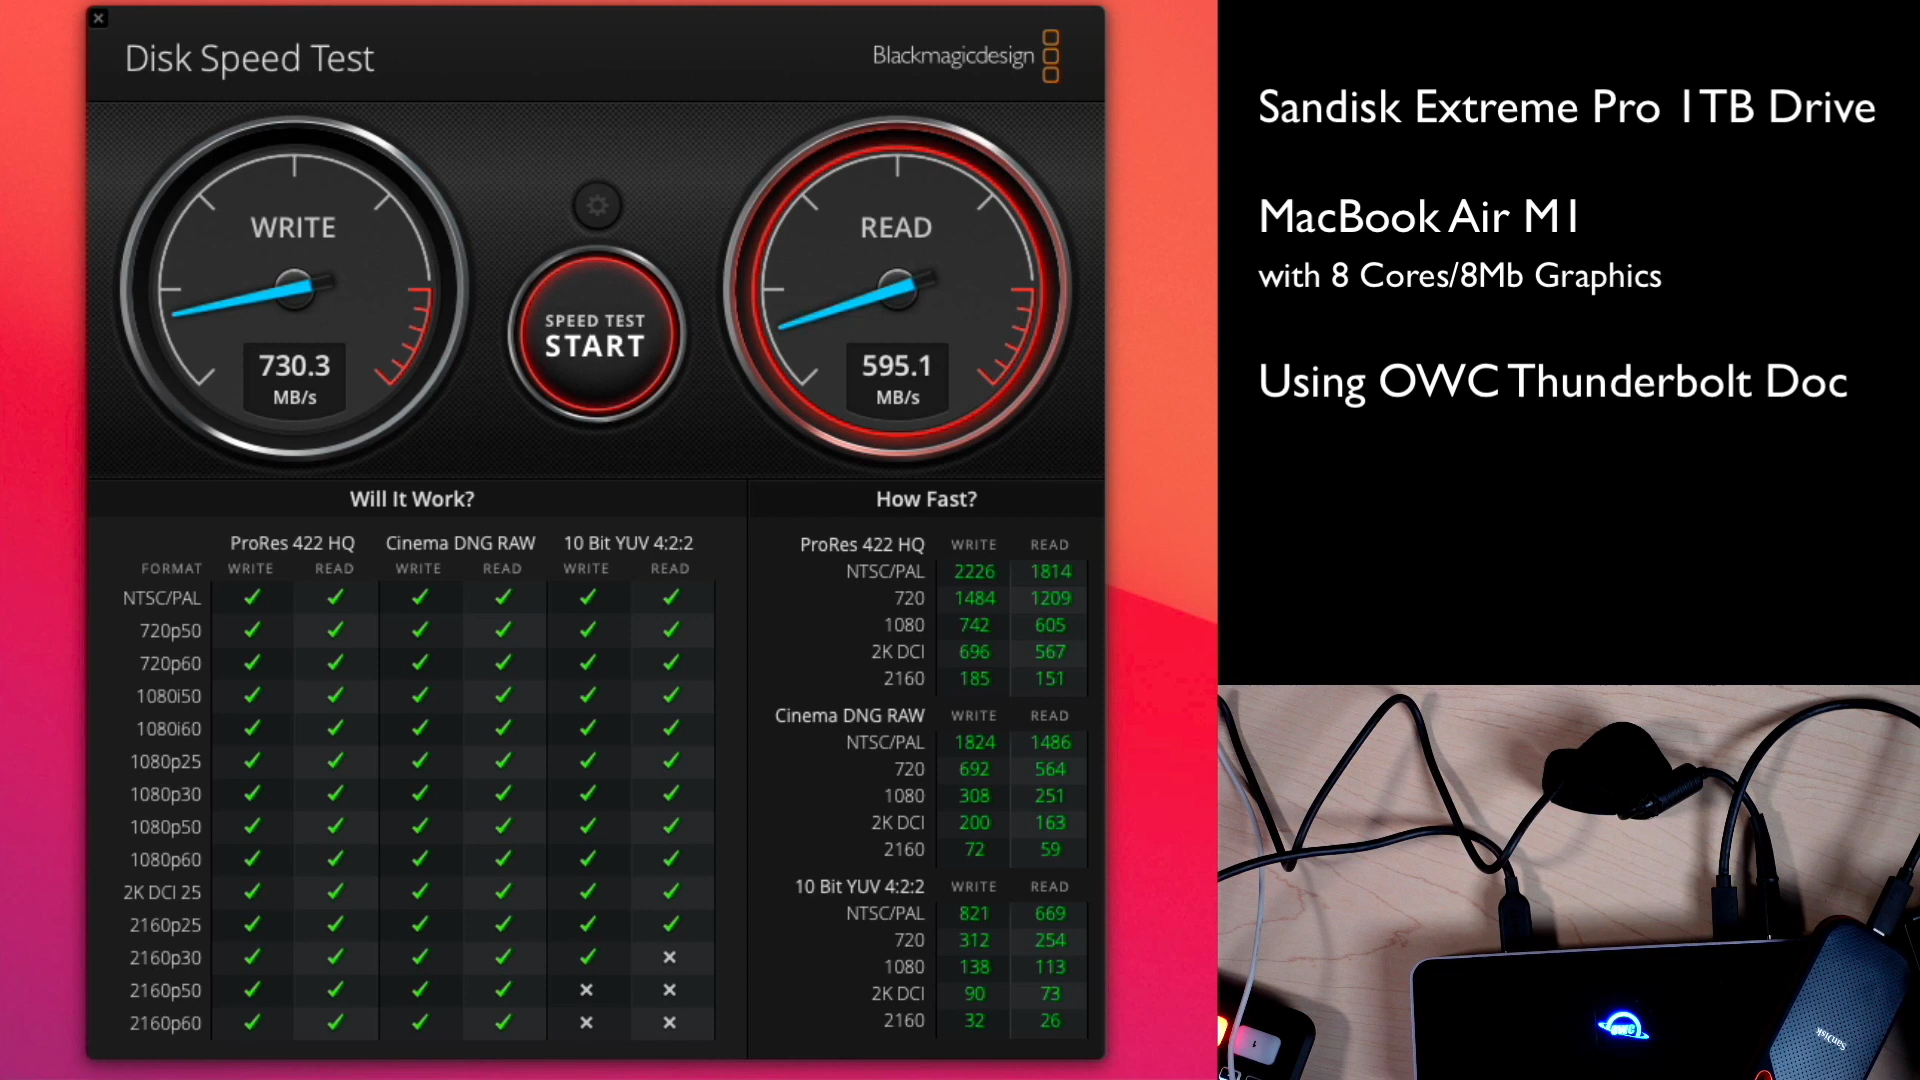 Disk Speed Test
Blackmagicdesign
WRITE
730.3
MB/s
SPEED TEST
START
READ
595.1
MB/s
Will It Work?
ProRes 422 HQ Cinema DNG RAW 10 Bit YUV 4:2:2
FORMAT WRITE READ WRITE READ WRITE READ
NTSC/PAL ✓ ✓ ✓ ✓ ✓ ✓
720p50 ✓ ✓ ✓ ✓ ✓ ✓
720p60 ✓ ✓ ✓ ✓ ✓ ✓
1080i50 ✓ ✓ ✓ ✓ ✓ ✓
1080i60 ✓ ✓ ✓ ✓ ✓ ✓
1080p25 ✓ ✓ ✓ ✓ ✓ ✓
1080p30 ✓ ✓ ✓ ✓ ✓ ✓
1080p50 ✓ ✓ ✓ ✓ ✓ ✓
1080p60 ✓ ✓ ✓ ✓ ✓ ✓
2K DCI 25 ✓ ✓ ✓ ✓ ✓ ✓
2160p25 ✓ ✓ ✓ ✓ ✓ ✓
2160p30 ✓ ✓ ✓ ✓ ✓ ×
2160p50 ✓ ✓ ✓ ✓ × ×
2160p60 ✓ ✓ ✓ ✓ × ×
How Fast?
ProRes 422 HQ WRITE READ
NTSC/PAL 2226 1814
720 1484 1209
1080 742 605
2K DCI 696 567
2160 185 151
Cinema DNG RAW WRITE READ
NTSC/PAL 1824 1486
720 692 564
1080 308 251
2K DCI 200 163
2160 72 59
10 Bit YUV 4:2:2 WRITE READ
NTSC/PAL 821 669
720 312 254
1080 138 113
2K DCI 90 73
2160 32 26
Sandisk Extreme Pro 1TB Drive
MacBook Air M1
with 8 Cores/8Mb Graphics
Using OWC Thunderbolt Doc
OWC
SanDisk
1